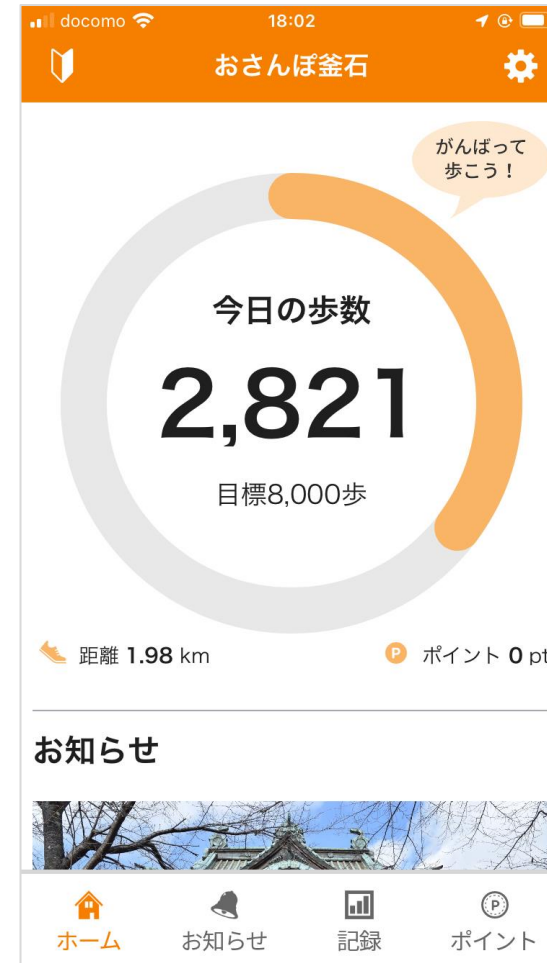 docomo 18:02
おさんぽ釜石
がんばって
歩こう！
今日の歩数
2,821
目標8,000歩
距離 1.98 km P ポイント 0 pt
お知らせ
ホーム お知らせ 記録 P ポイント